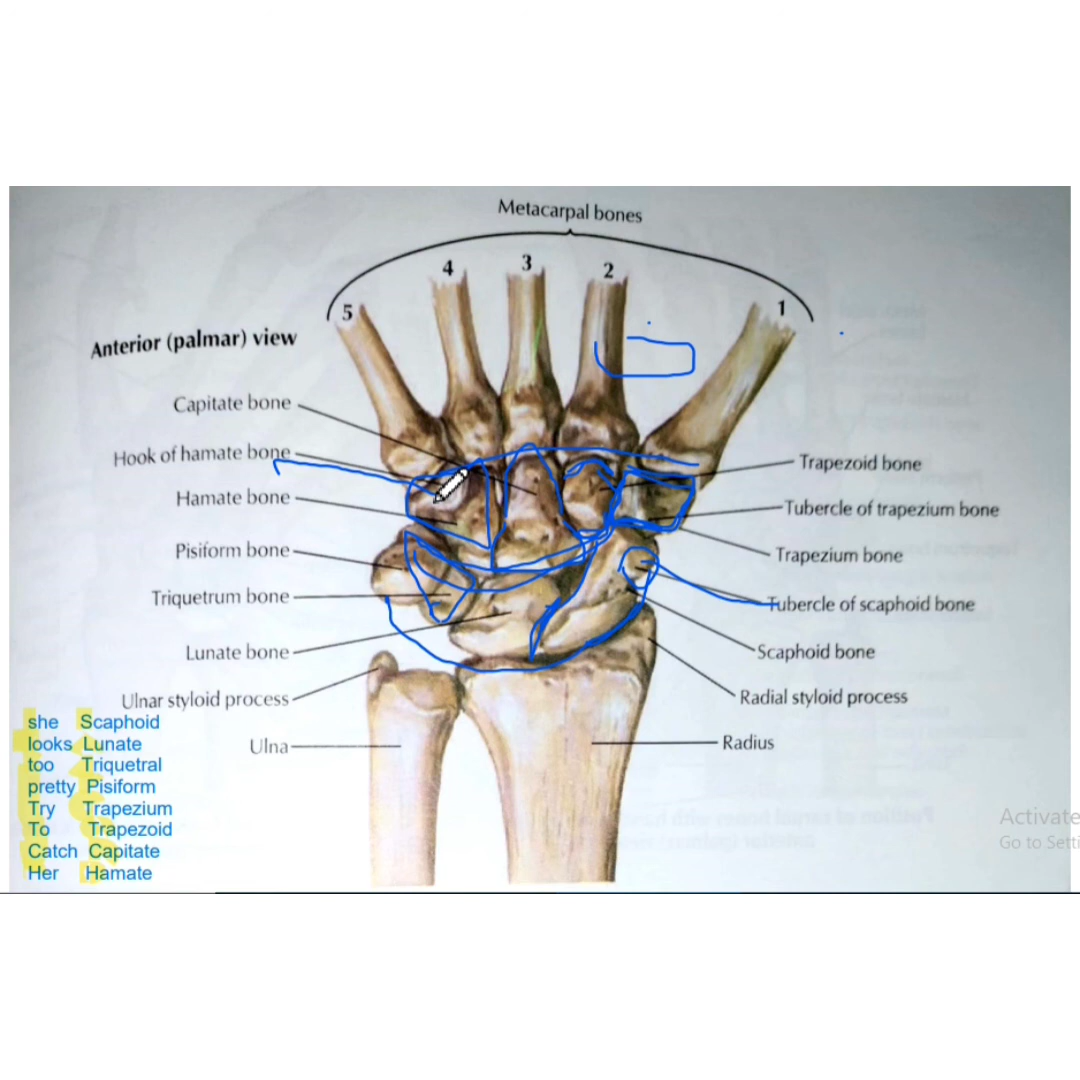 Metacarpal bones
5
4
3
2
1
Anterior (palmar) view
Capitate bone
Hook of hamate bone
Hamate bone
Pisiform bone
Triquetrum bone
Lunate bone
Ulnar styloid process
Ulna
Trapezoid bone
Tubercle of trapezium bone
Trapezium bone
Tubercle of scaphoid bone
Scaphoid bone
Radial styloid process
Radius
she Scaphoid
looks Lunate
too Triquetral
pretty Pisiform
Try Trapezium
To Trapezoid
Catch Capitate
Her Hamate
Activate
Go to Setti